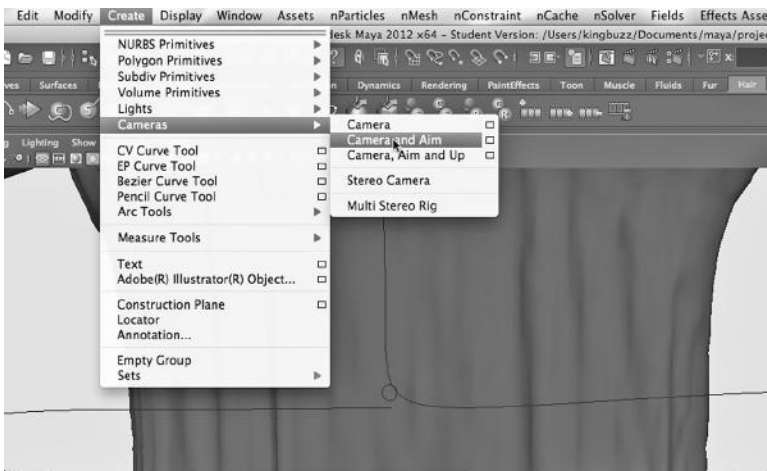 Edit Modify Create Display Window Assets nParticles nMesh nConstraint nCache nSolver Fields Effects Asse
desk Maya 2012 x64 – Student Version: /Users/kingbuzz/Documents/maya/proje
Surfaces Dynamics Rendering PaintEffects Toon Muscle Fluids Fur Hair
Lighting Show
NURBS Primitives
Polygon Primitives
Subdiv Primitives
Volume Primitives
Lights
Cameras
CV Curve Tool
EP Curve Tool
Bezier Curve Tool
Pencil Curve Tool
Arc Tools
Measure Tools
Text
Adobe(R) Illustrator(R) Object...
Construction Plane
Locator
Annotation...
Empty Group
Sets
Camera
Camera and Aim
Camera, Aim and Up
Stereo Camera
Multi Stereo Rig